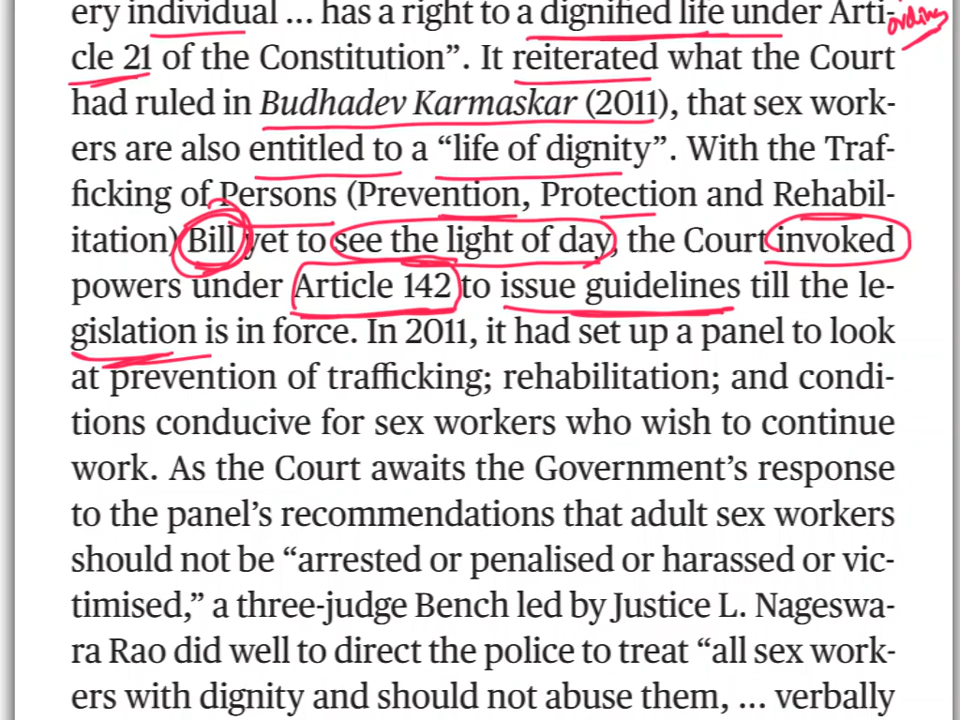 ery individual ... has a right to a dignified life under Arti-
cle 21 of the Constitution”. It reiterated what the Court
had ruled in Budhadev Karmaskar (2011), that sex work-
ers are also entitled to a “life of dignity”. With the Traf-
ficking of Persons (Prevention, Protection and Rehabil-
itation) Bill yet to see the light of day, the Court invoked
powers under Article 142 to issue guidelines till the le-
gislation is in force. In 2011, it had set up a panel to look
at prevention of trafficking; rehabilitation; and condi-
tions conducive for sex workers who wish to continue
work. As the Court awaits the Government’s response
to the panel’s recommendations that adult sex workers
should not be “arrested or penalised or harassed or vic-
timised,” a three-judge Bench led by Justice L. Nageswa-
ra Rao did well to direct the police to treat “all sex work-
ers with dignity and should not abuse them, ... verbally